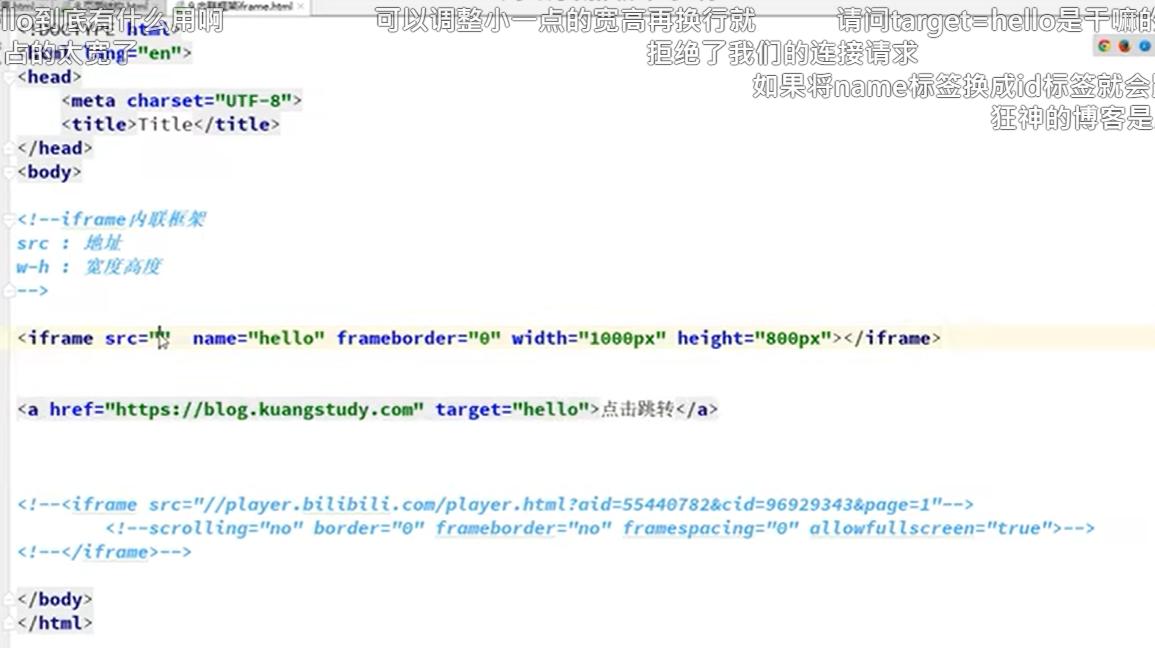 llo到底有什么用啊 可以调整小一点的宽高再换行就 请问target=hello是干嘛的
占的太宽了 拒绝了我们的连接请求
如果将name标签换成id标签就会
狂神的博客是
<!DOCTYPE html>
<html lang="en">
<head>
<meta charset="UTF-8">
<title>Title</title>
</head>
<body>
<!--iframe内联框架
src : 地址
w-h : 宽度高度
-->
<iframe src="" name="hello" frameborder="0" width="1000px" height="800px"></iframe>
<a href="https://blog.kuangstudy.com" target="hello">点击跳转</a>
<!--<iframe src="//player.bilibili.com/player.html?aid=55440782&cid=96929343&page=1"-->
<!--scrolling="no" border="0" frameborder="no" framespacing="0" allowfullscreen="true">-->
<!--</iframe>-->
</body>
</html>